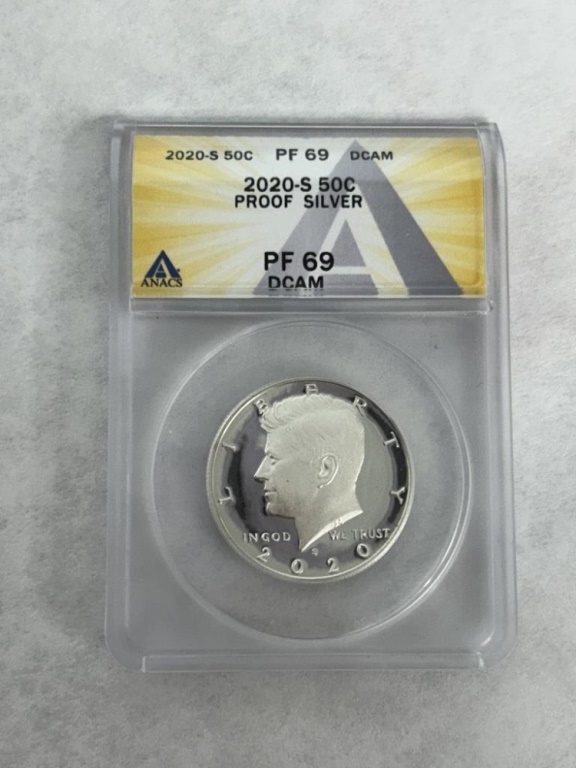 2020-S 50C PF 69 DCAM
2020-S 50C
PROOF SILVER
PF 69
DCAM
ANACS
LIBERTY
IN GOD WE TRUST
S
2020